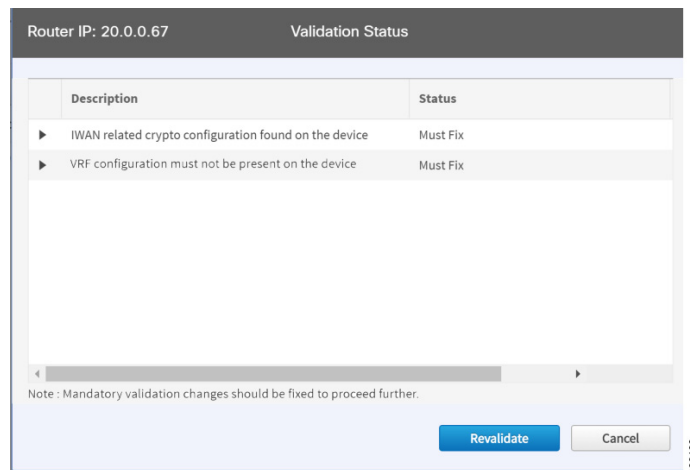 Router IP: 20.0.0.67 Validation Status
Description Status
IWAN related crypto configuration found on the device Must Fix
VRF configuration must not be present on the device Must Fix
Note : Mandatory validation changes should be fixed to proceed further.
Revalidate Cancel